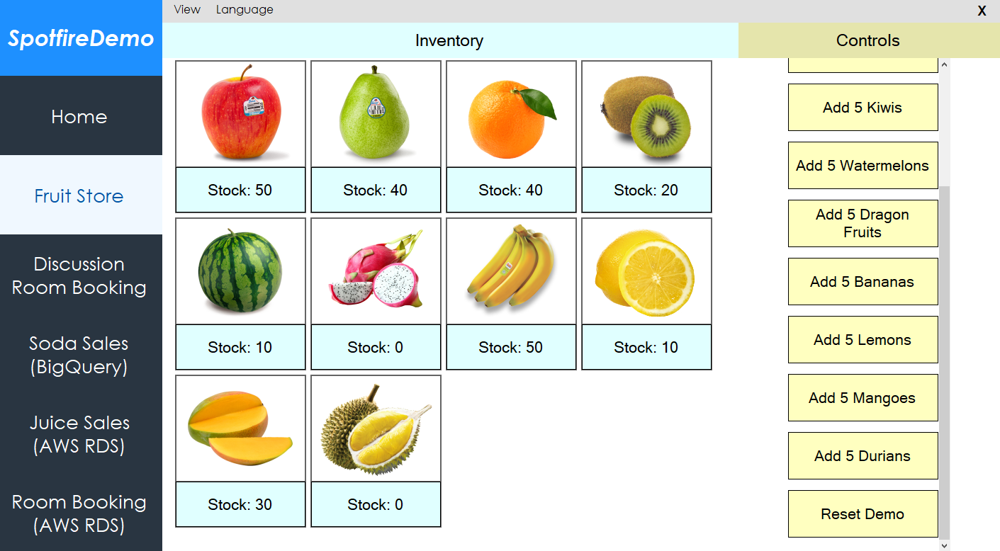 SpotfireDemo
Home
Fruit Store
Discussion
Room Booking
Soda Sales
(BigQuery)
Juice Sales
(AWS RDS)
Room Booking
(AWS RDS)
View Language X
Inventory
Stock: 50
Stock: 40
Stock: 40
Stock: 20
Stock: 10
Stock: 0
Stock: 50
Stock: 10
Stock: 30
Stock: 0
Controls
Add 5 Kiwis
Add 5 Watermelons
Add 5 Dragon
Fruits
Add 5 Bananas
Add 5 Lemons
Add 5 Mangoes
Add 5 Durians
Reset Demo